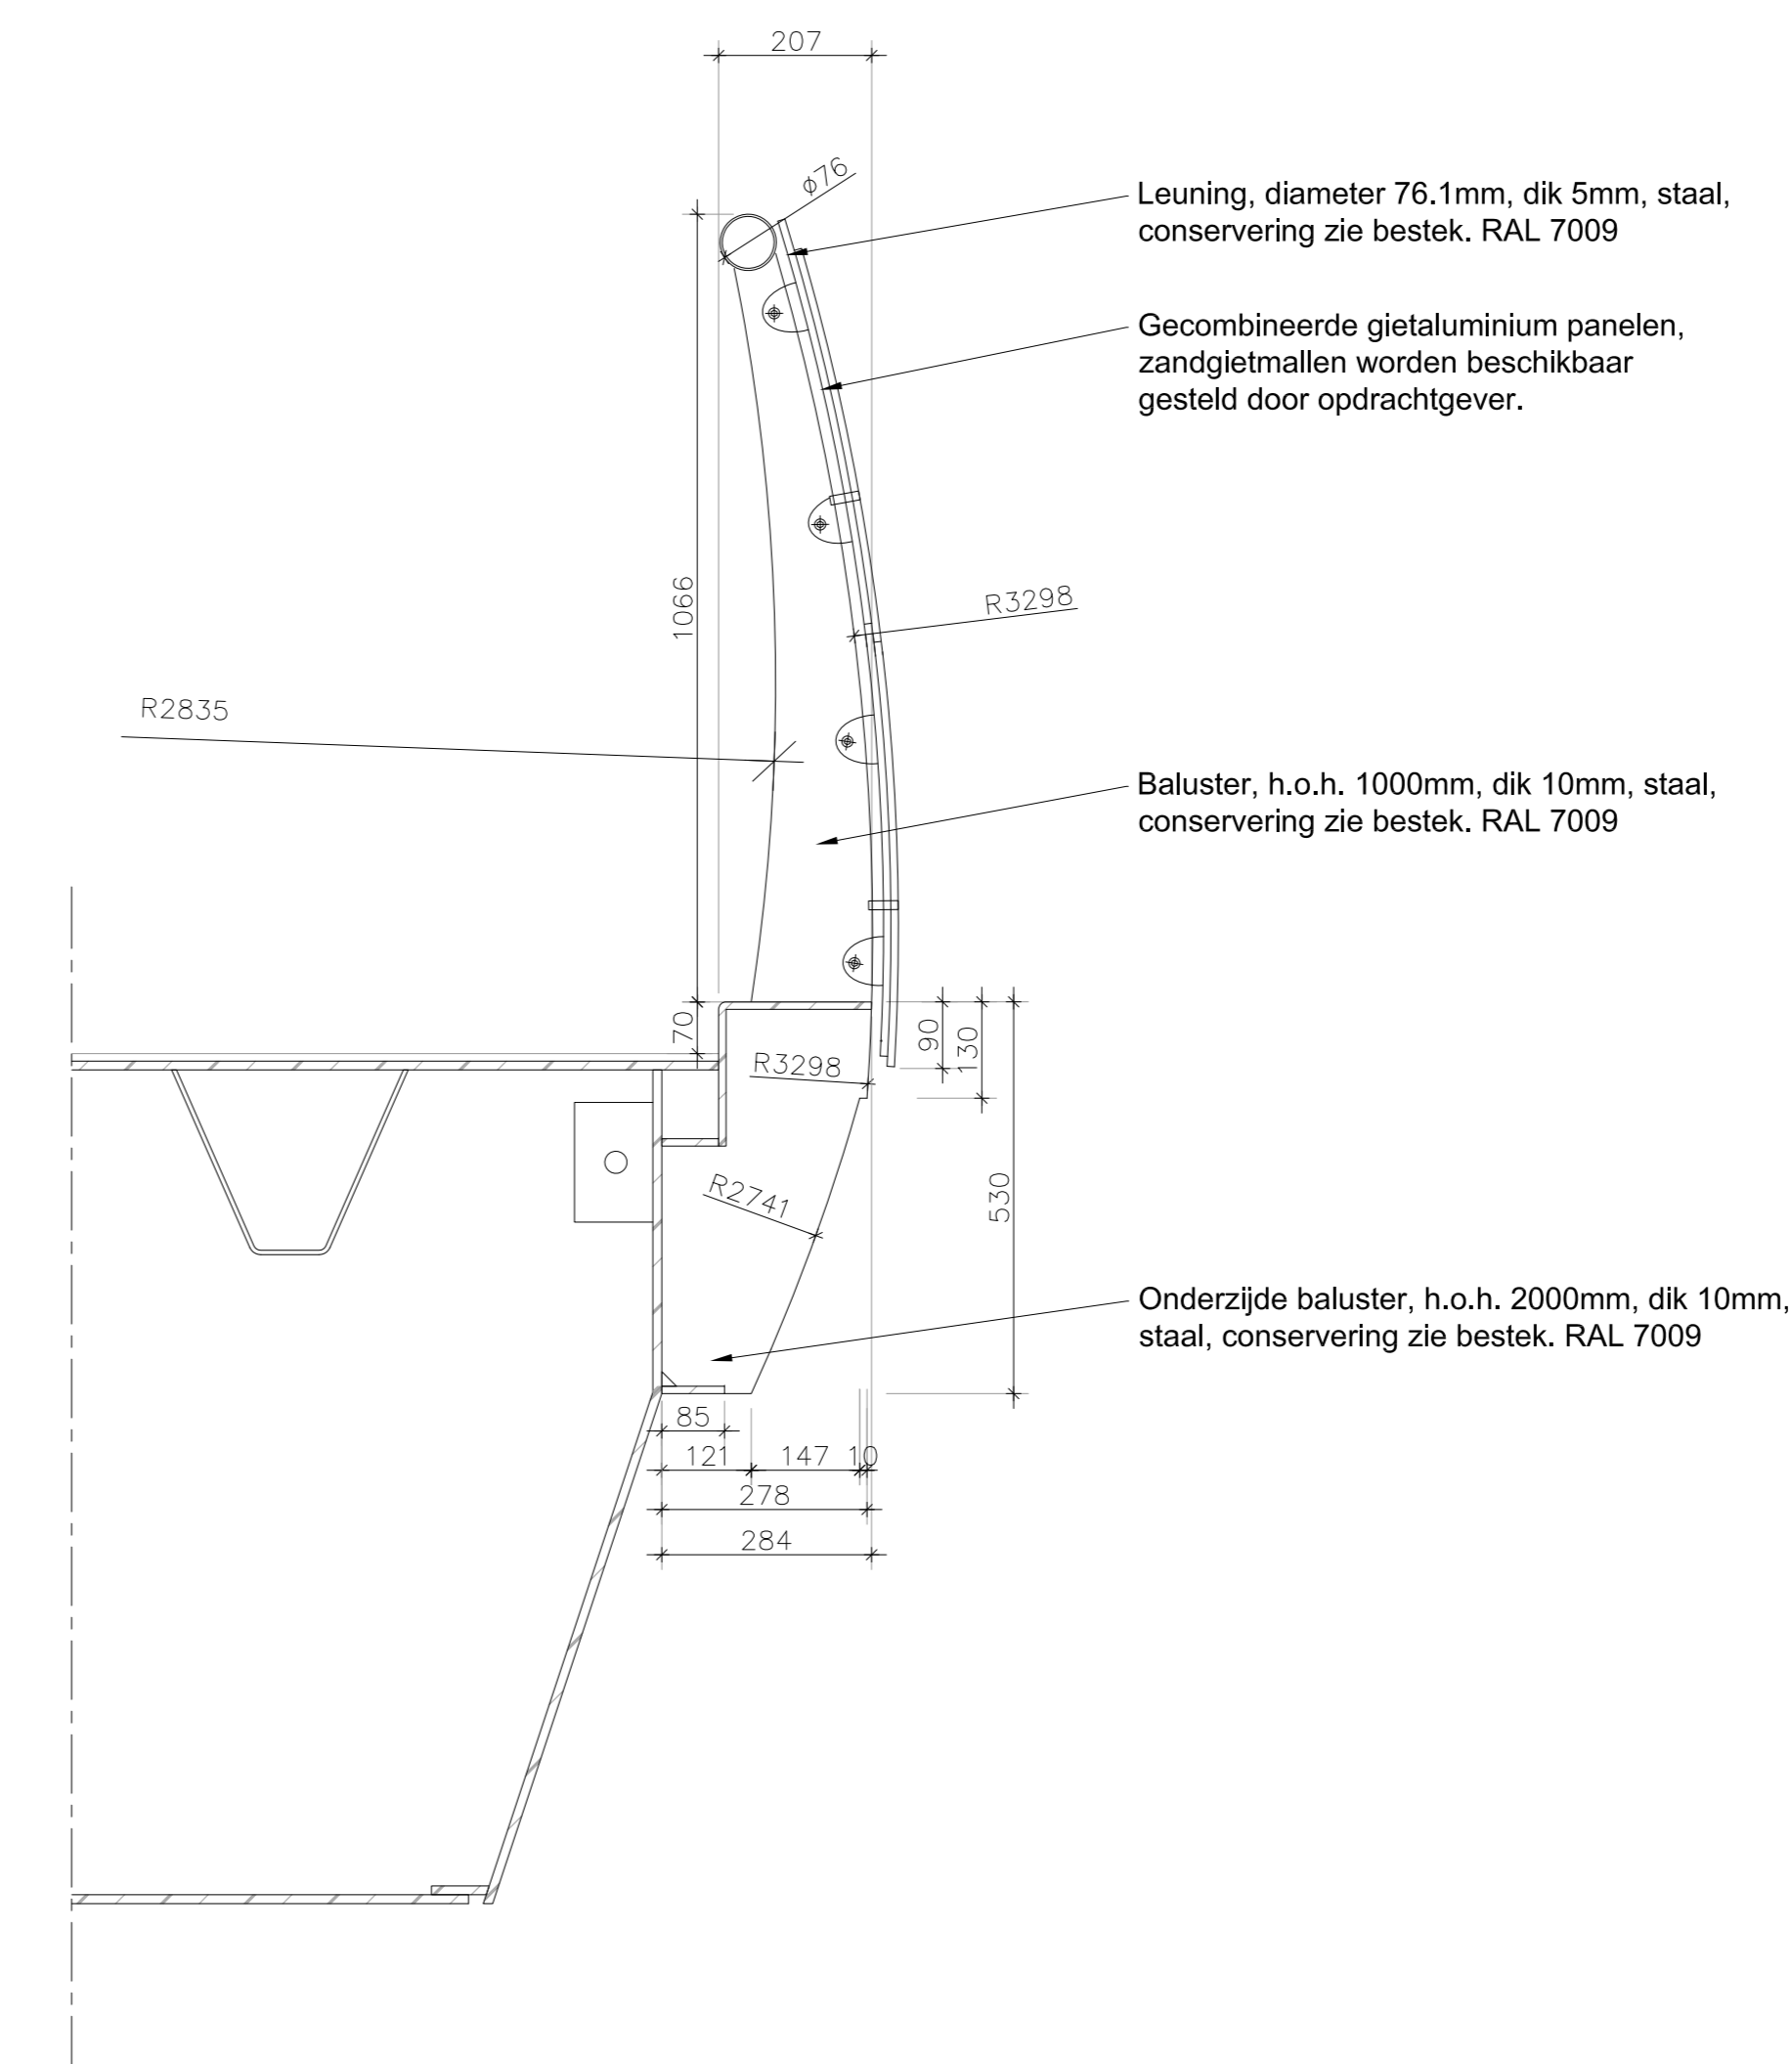 207
φ76
Leuning, diameter 76.1mm, dik 5mm, staal,
conservering zie bestek. RAL 7009
Gecombineerde gietaluminium panelen,
zandgietmallen worden beschikbaar
gesteld door opdrachtgever.
1066
R3298
R2835
Baluster, h.o.h. 1000mm, dik 10mm, staal,
conservering zie bestek. RAL 7009
70
90
130
R3298
530
R2741
Onderzijde baluster, h.o.h. 2000mm, dik 10mm,
staal, conservering zie bestek. RAL 7009
85
121 147 10
278
284